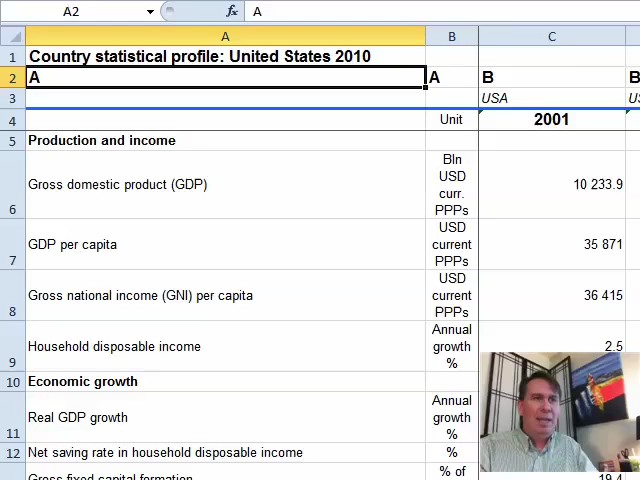 A2 fx A
A B C
1 Country statistical profile: United States 2010
2 A A B B
3 USA
4 Unit 2001
5 Production and income
6 Gross domestic product (GDP) Bln USD curr. PPPs 10 233.9
7 GDP per capita USD current PPPs 35 871
8 Gross national income (GNI) per capita USD current PPPs 36 415
9 Household disposable income Annual growth % 2.5
10 Economic growth
11 Real GDP growth Annual growth %
12 Net saving rate in household disposable income %
Gross fixed capital formation % of 19.4